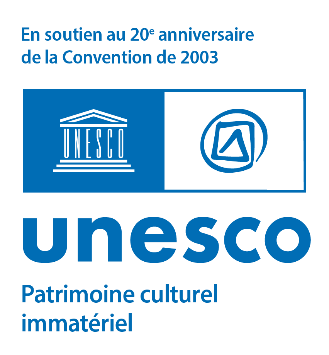 En soutien au 20e anniversaire
de la Convention de 2003
UNESCO
unesco
Patrimoine culturel
immatériel